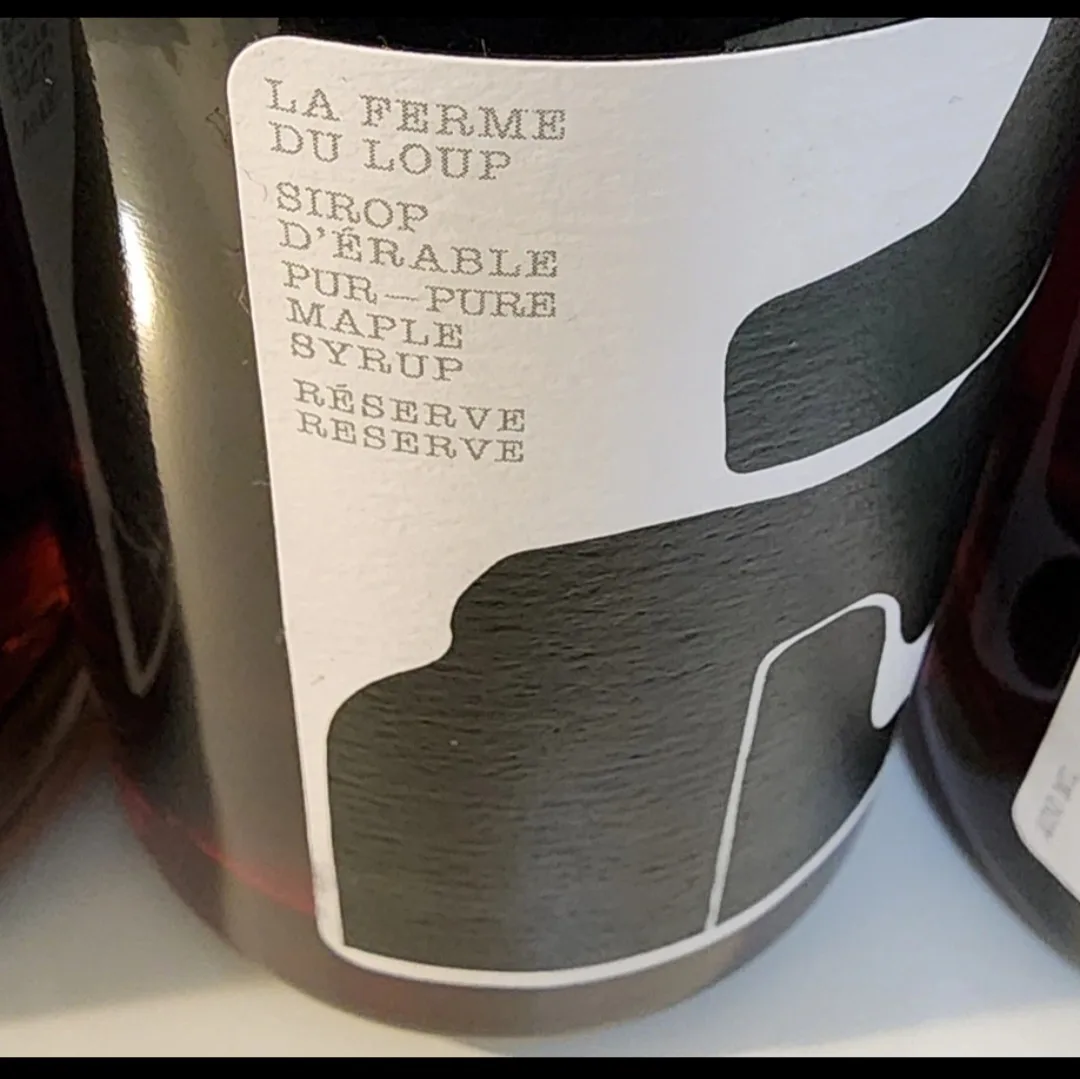 LA FERME
DU LOUP
SIROP
D'ÉRABLE
PUR—PURE
MAPLE
SYRUP
RÉSERVE
RESERVE